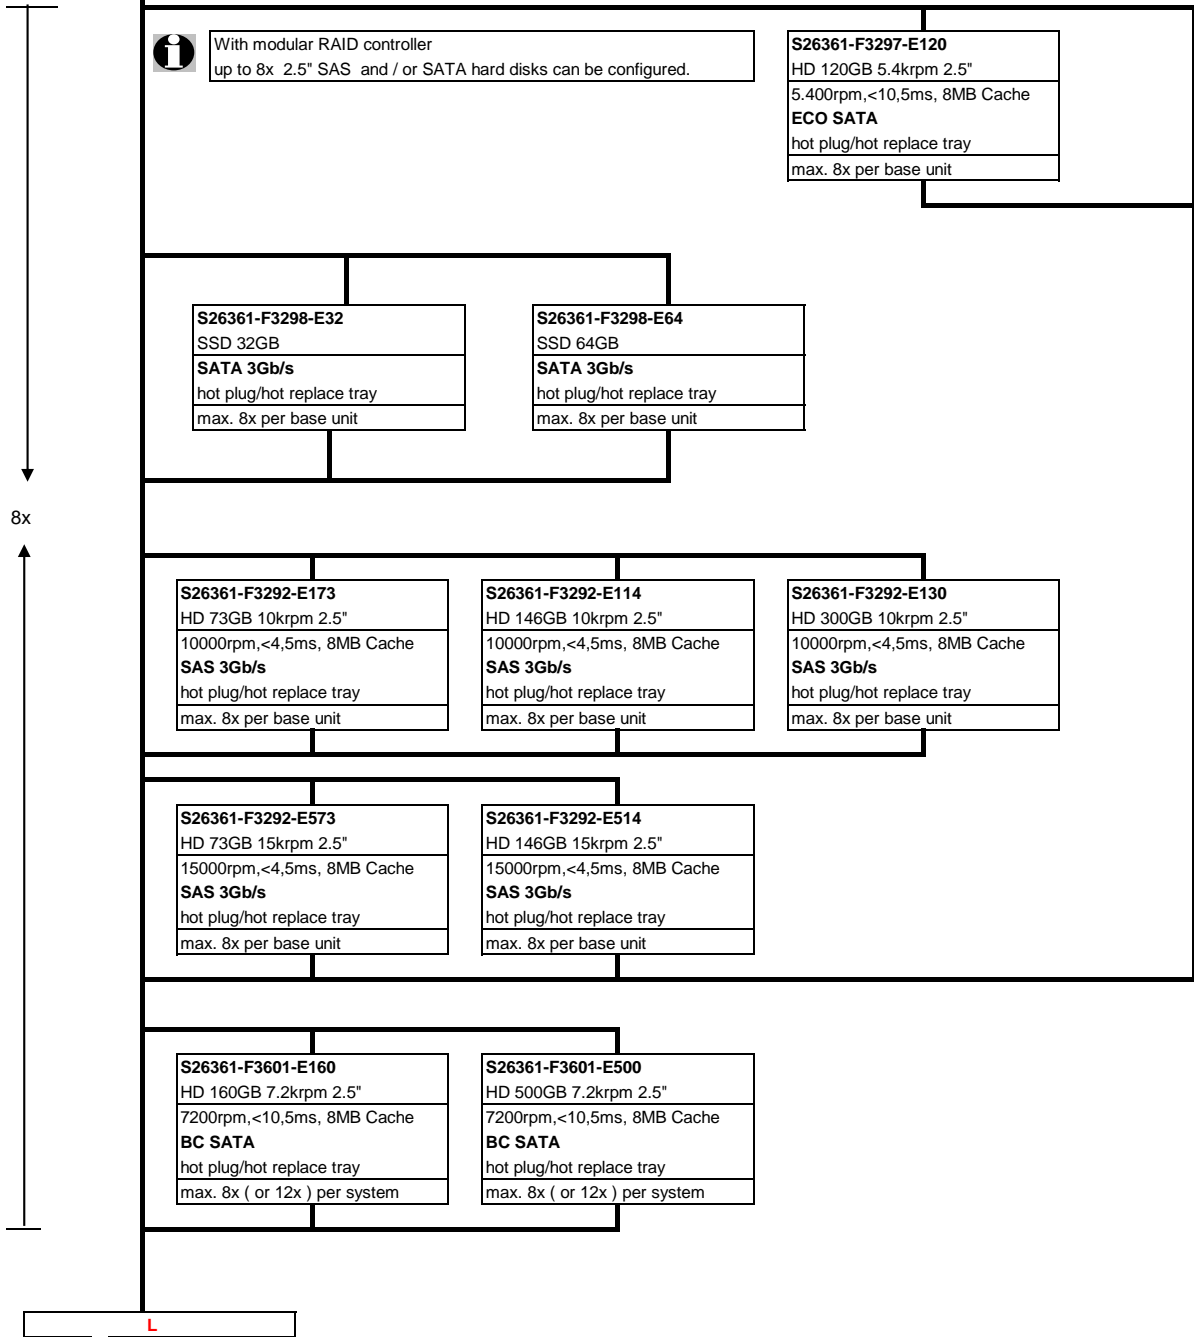 With modular RAID controller
up to 8x 2.5" SAS and / or SATA hard disks can be configured.
S26361-F3297-E120
HD 120GB 5.4krpm 2.5"
5.400rpm,<10,5ms, 8MB Cache
ECO SATA
hot plug/hot replace tray
max. 8x per base unit
S26361-F3298-E32
SSD 32GB
SATA 3Gb/s
hot plug/hot replace tray
max. 8x per base unit
S26361-F3298-E64
SSD 64GB
SATA 3Gb/s
hot plug/hot replace tray
max. 8x per base unit
8x
S26361-F3292-E173
HD 73GB 10krpm 2.5"
10000rpm,<4,5ms, 8MB Cache
SAS 3Gb/s
hot plug/hot replace tray
max. 8x per base unit
S26361-F3292-E114
HD 146GB 10krpm 2.5"
10000rpm,<4,5ms, 8MB Cache
SAS 3Gb/s
hot plug/hot replace tray
max. 8x per base unit
S26361-F3292-E130
HD 300GB 10krpm 2.5"
10000rpm,<4,5ms, 8MB Cache
SAS 3Gb/s
hot plug/hot replace tray
max. 8x per base unit
S26361-F3292-E573
HD 73GB 15krpm 2.5"
15000rpm,<4,5ms, 8MB Cache
SAS 3Gb/s
hot plug/hot replace tray
max. 8x per base unit
S26361-F3292-E514
HD 146GB 15krpm 2.5"
15000rpm,<4,5ms, 8MB Cache
SAS 3Gb/s
hot plug/hot replace tray
max. 8x per base unit
S26361-F3601-E160
HD 160GB 7.2krpm 2.5"
7200rpm,<10,5ms, 8MB Cache
BC SATA
hot plug/hot replace tray
max. 8x ( or 12x ) per system
S26361-F3601-E500
HD 500GB 7.2krpm 2.5"
7200rpm,<10,5ms, 8MB Cache
BC SATA
hot plug/hot replace tray
max. 8x ( or 12x ) per system
L